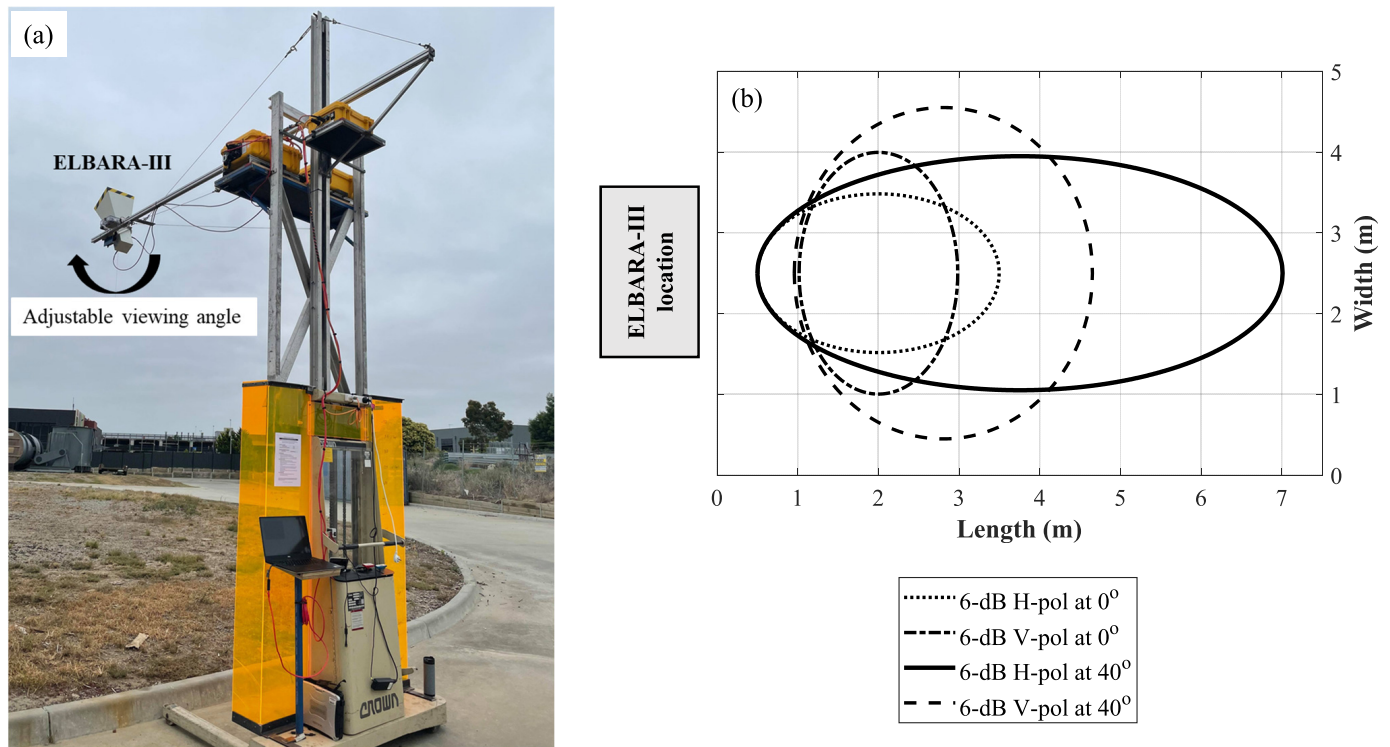 (a)
ELBARA-III
Adjustable viewing angle
CROWN
(b)
ELBARA-III
location
5
4
3
2
1
0
Width (m)
0 1 2 3 4 5 6 7
Length (m)
6-dB H-pol at 0°
6-dB V-pol at 0°
6-dB H-pol at 40°
6-dB V-pol at 40°